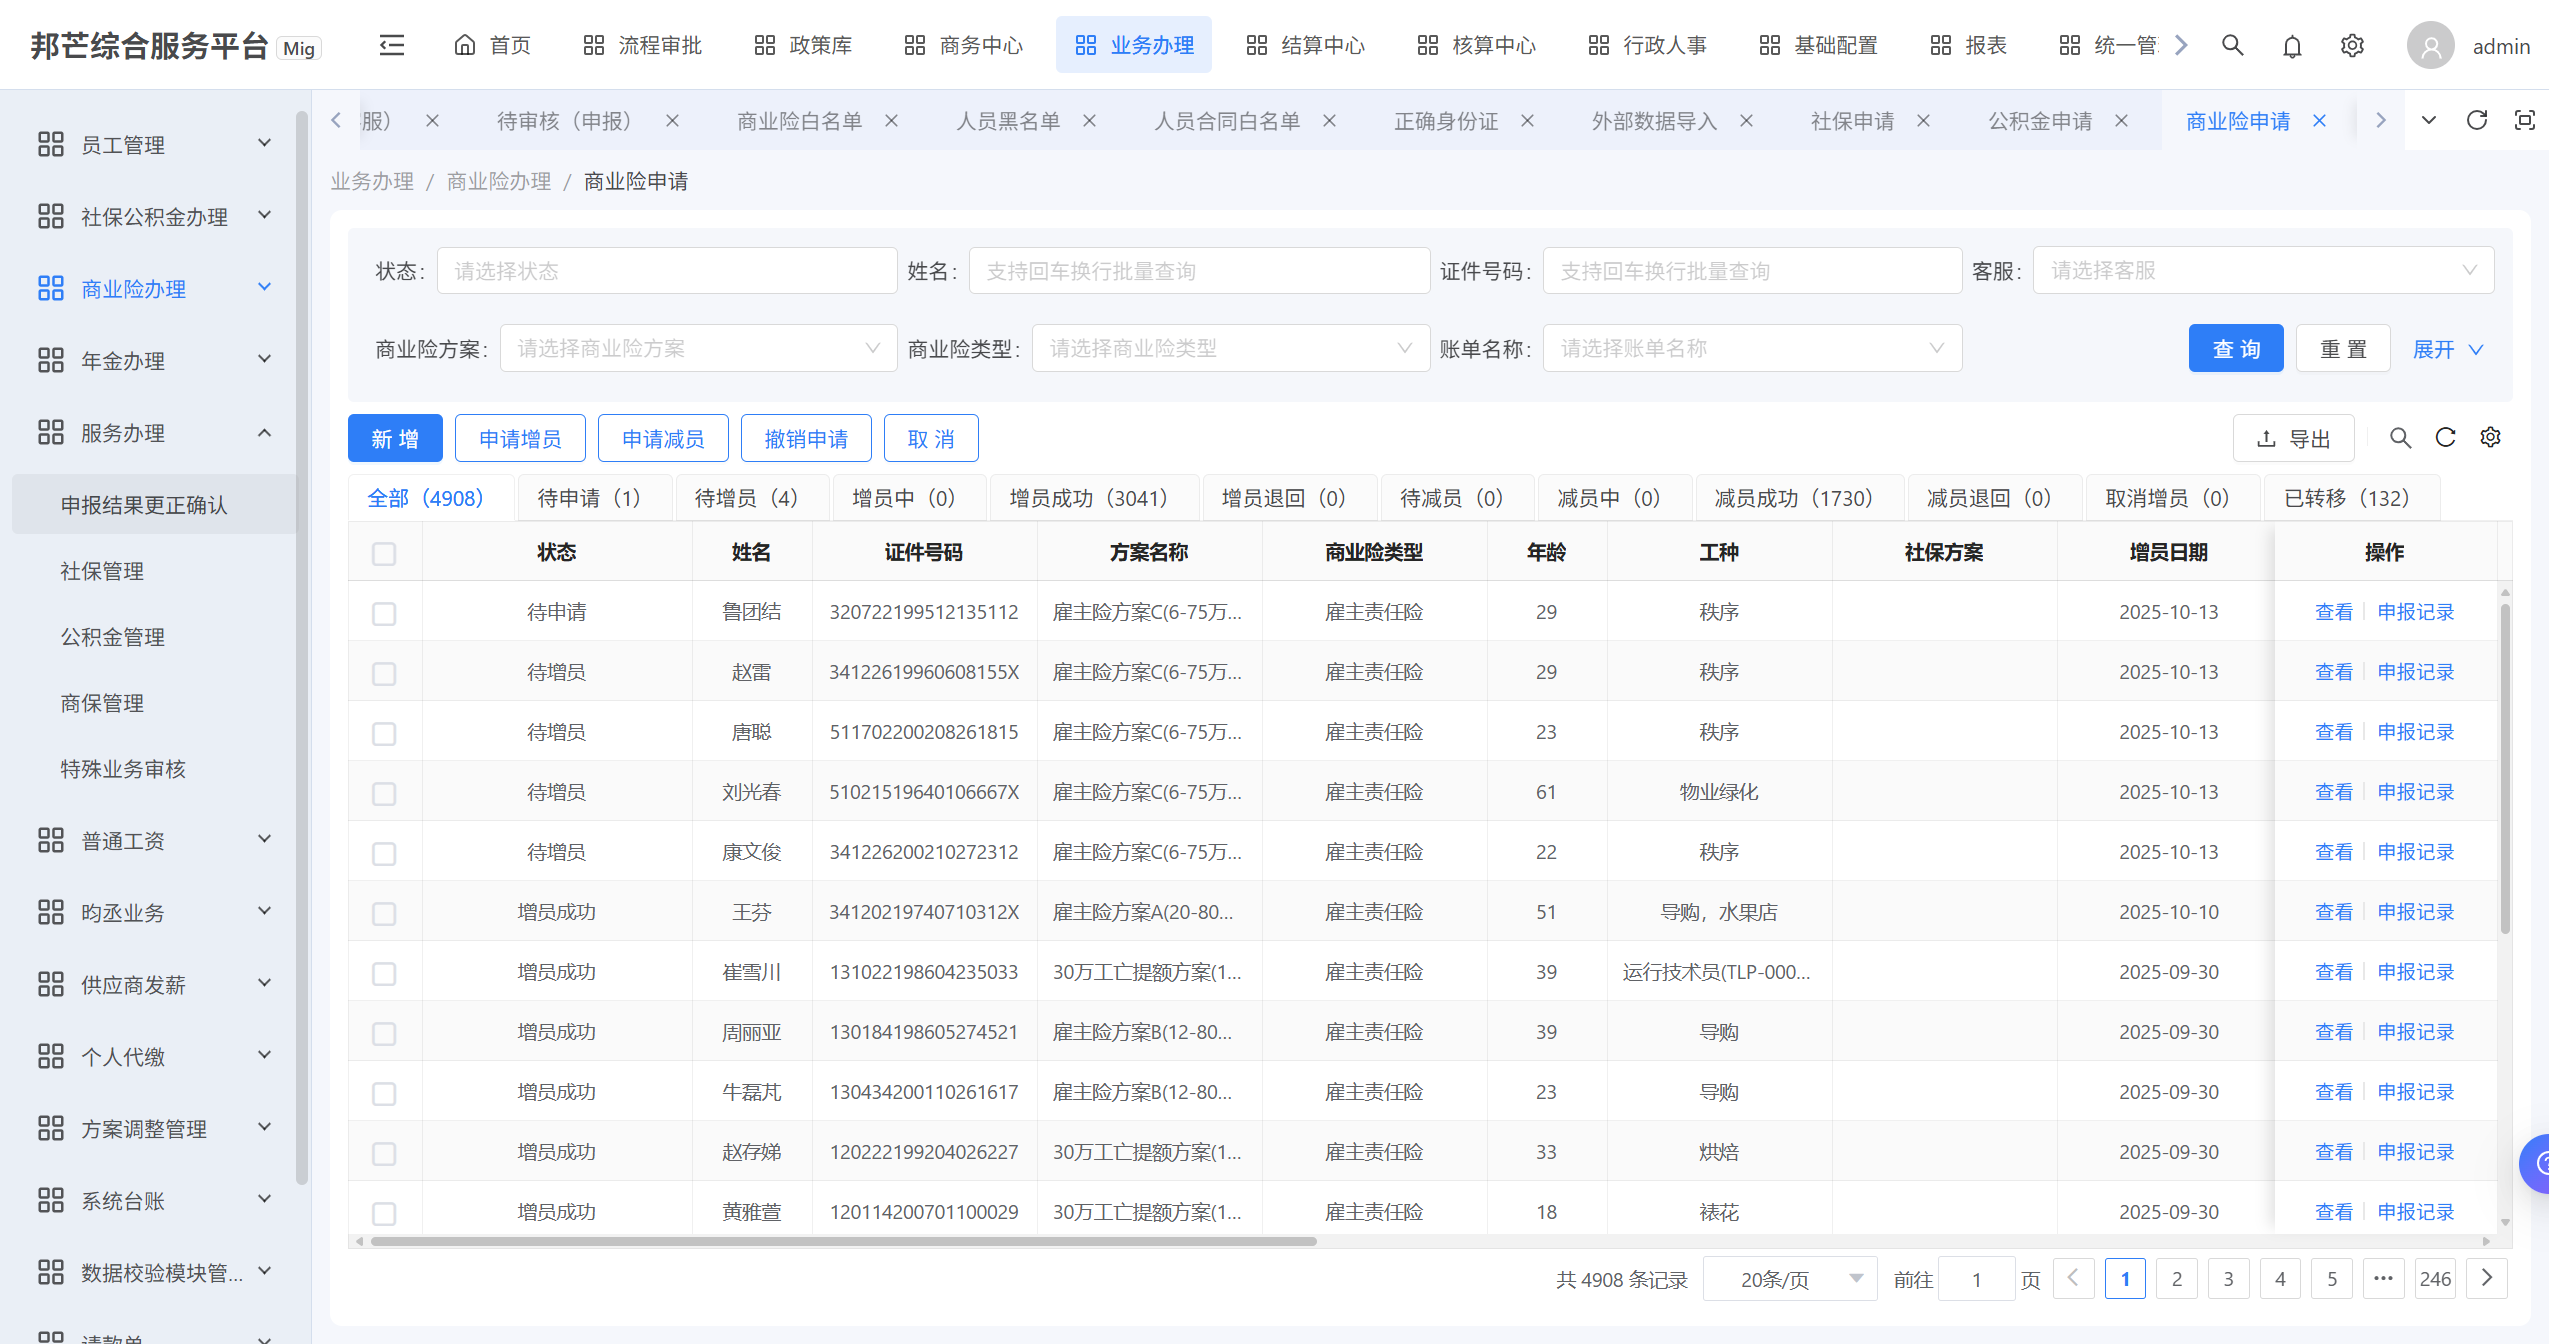 邦芒综合服务平台 Mig 首页 流程审批 政策库 商务中心 业务办理 结算中心 核算中心 行政人事 基础配置 报表 统一管 admin
服） 待审核（申报） 商业险白名单 人员黑名单 人员合同白名单 正确身份证 外部数据导入 社保申请 公积金申请 商业险申请
业务办理 / 商业险办理 / 商业险申请
员工管理
社保公积金办理
商业险办理
年金办理
服务办理
申报结果更正确认
社保管理
公积金管理
商保管理
特殊业务审核
普通工资
昀丞业务
供应商发薪
个人代缴
方案调整管理
系统台账
数据校验模块管...
请款单
状态: 请选择状态 姓名: 支持回车换行批量查询 证件号码: 支持回车换行批量查询 客服: 请选择客服
商业险方案: 请选择商业险方案 商业险类型: 请选择商业险类型 账单名称: 请选择账单名称 查 询 重 置 展开
新 增 申请增员 申请减员 撤销申请 取 消 导出
全部（4908） 待申请（1） 待增员（4） 增员中（0） 增员成功（3041） 增员退回（0） 待减员（0） 减员中（0） 减员成功（1730） 减员退回（0） 取消增员（0） 已转移（132）
状态 姓名 证件号码 方案名称 商业险类型 年龄 工种 社保方案 增员日期 操作
待申请 鲁团结 320722199512135112 雇主险方案C(6-75万... 雇主责任险 29 秩序 2025-10-13 查看 申报记录
待增员 赵雷 34122619960608155X 雇主险方案C(6-75万... 雇主责任险 29 秩序 2025-10-13 查看 申报记录
待增员 唐聪 511702200208261815 雇主险方案C(6-75万... 雇主责任险 23 秩序 2025-10-13 查看 申报记录
待增员 刘光春 51021519640106667X 雇主险方案C(6-75万... 雇主责任险 61 物业绿化 2025-10-13 查看 申报记录
待增员 康文俊 341226200210272312 雇主险方案C(6-75万... 雇主责任险 22 秩序 2025-10-13 查看 申报记录
增员成功 王芬 34120219740710312X 雇主险方案A(20-80... 雇主责任险 51 导购，水果店 2025-10-10 查看 申报记录
增员成功 崔雪川 131022198604235033 30万工亡提额方案(1... 雇主责任险 39 运行技术员(TLP-000... 2025-09-30 查看 申报记录
增员成功 周丽亚 130184198605274521 雇主险方案B(12-80... 雇主责任险 39 导购 2025-09-30 查看 申报记录
增员成功 牛磊芃 130434200110261617 雇主险方案B(12-80... 雇主责任险 23 导购 2025-09-30 查看 申报记录
增员成功 赵存娣 120222199204026227 30万工亡提额方案(1... 雇主责任险 33 烘焙 2025-09-30 查看 申报记录
增员成功 黄雅萱 120114200701100029 30万工亡提额方案(1... 雇主责任险 18 裱花 2025-09-30 查看 申报记录
共 4908 条记录 20条/页 前往 1 页 1 2 3 4 5 ••• 246